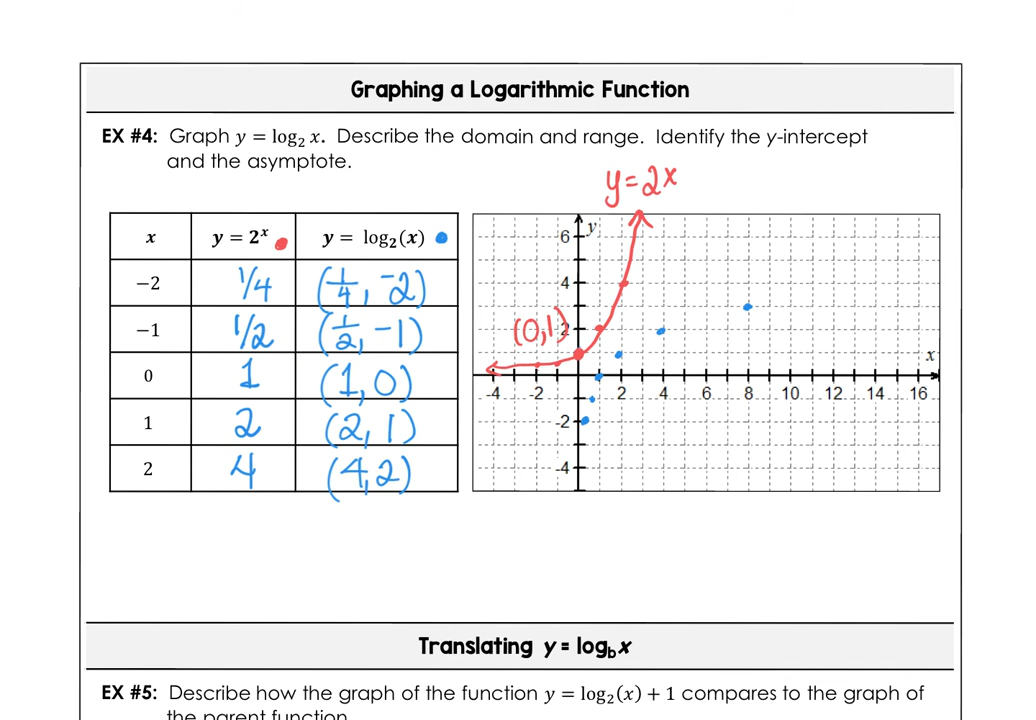 Graphing a Logarithmic Function
EX #4: Graph y = log₂ x. Describe the domain and range. Identify the y-intercept
and the asymptote.
y=2x
x y = 2ˣ y = log₂(x)
−2 1/4 (1/4, -2)
−1 1/2 (1/2, -1)
0 1 (1,0)
1 2 (2,1)
2 4 (4,2)
y
6
4
(0,1) 2
x
-4 -2 2 4 6 8 10 12 14 16
-2
-4
Translating y = log_b x
EX #5: Describe how the graph of the function y = log₂(x) + 1 compares to the graph of
the parent function.